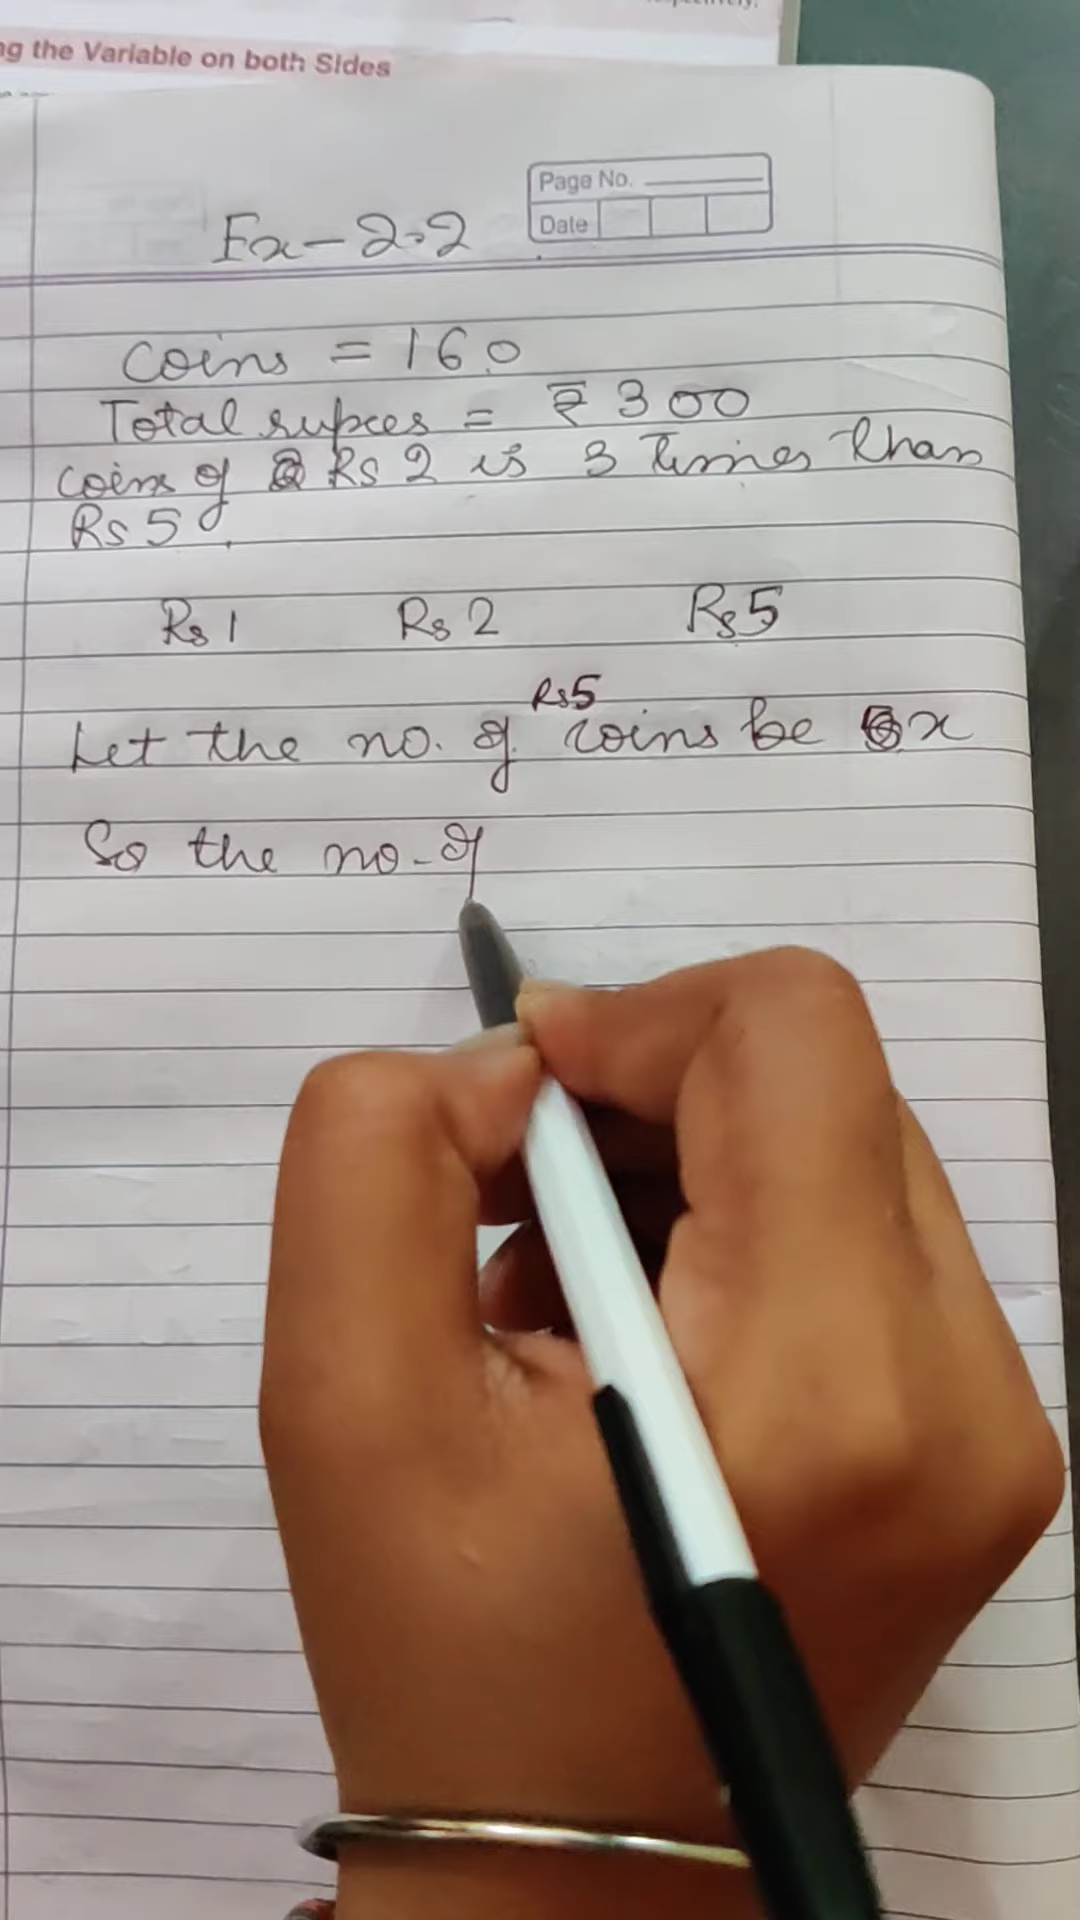 ng the Variable on both Sides
Page No.
Date
Ex - 2.2
Coins = 160
Total rupees = ₹ 300
Coins of Rs 2 is 3 times than
Rs 5.
Rs 1 Rs 2 Rs 5
Rs5
Let the no. of coins be x
So the no. of